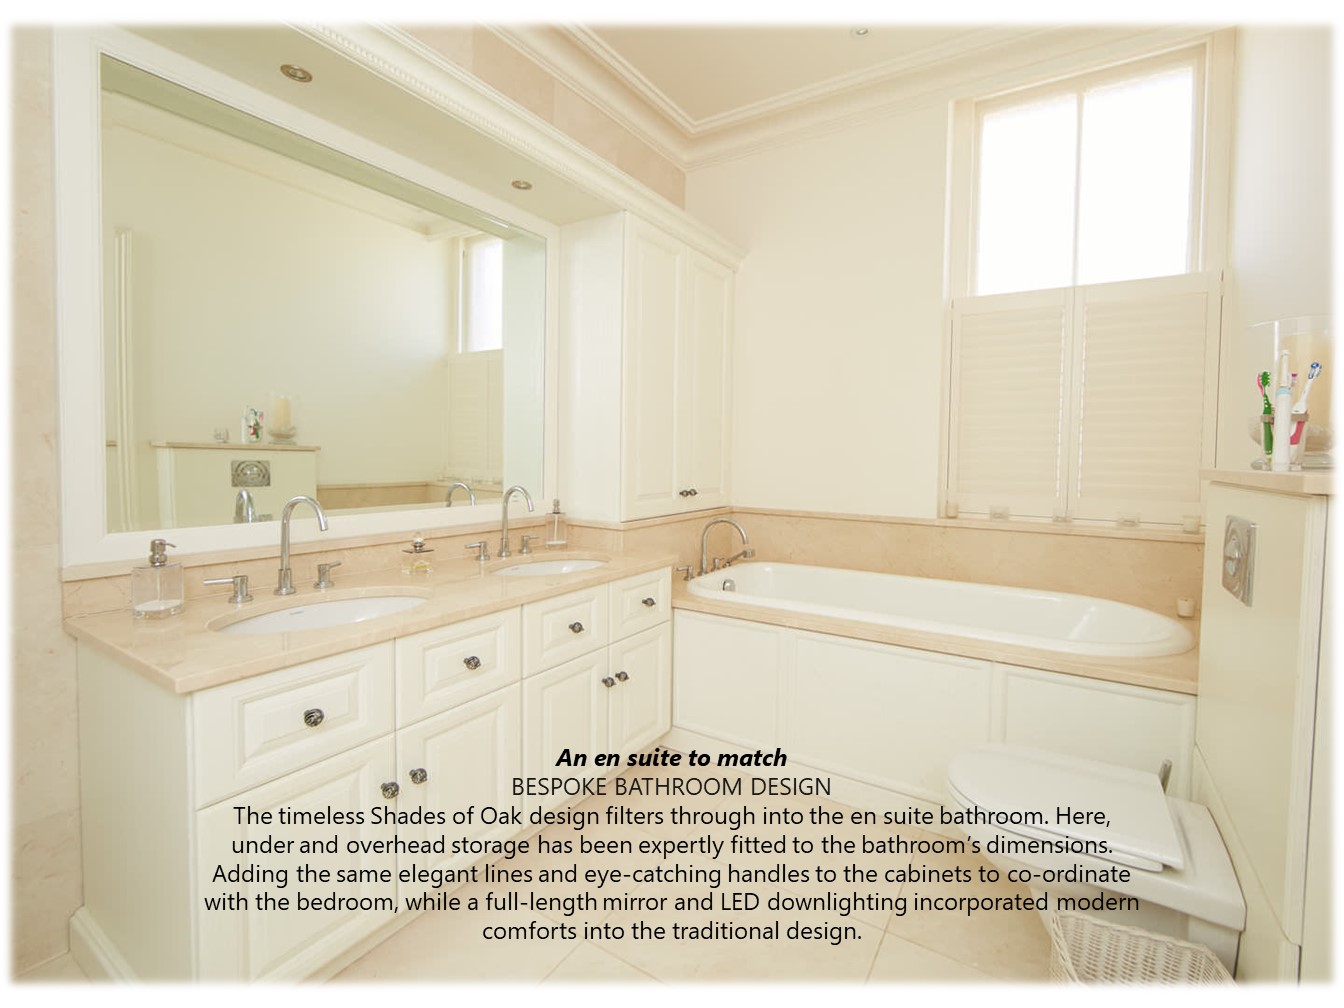 An en suite to match
BESPOKE BATHROOM DESIGN
The timeless Shades of Oak design filters through into the en suite bathroom. Here,
under and overhead storage has been expertly fitted to the bathroom's dimensions.
Adding the same elegant lines and eye-catching handles to the cabinets to co-ordinate
with the bedroom, while a full-length mirror and LED downlighting incorporated modern
comforts into the traditional design.